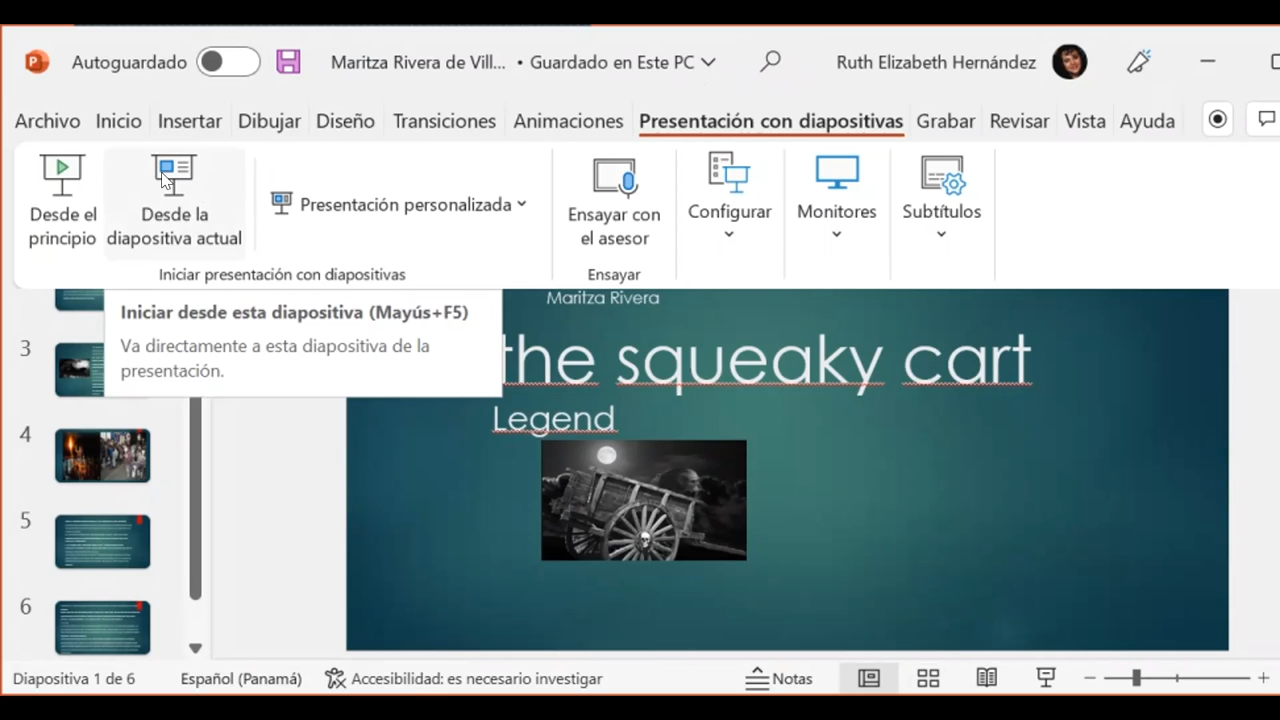 Autoguardado
Maritza Rivera de Vill... • Guardado en Este PC
Ruth Elizabeth Hernández
Archivo Inicio Insertar Dibujar Diseño Transiciones Animaciones Presentación con diapositivas Grabar Revisar Vista Ayuda
Desde el
principio
Desde la
diapositiva actual
Presentación personalizada
Iniciar presentación con diapositivas
Ensayar con
el asesor
Ensayar
Configurar
Monitores
Subtítulos
Iniciar desde esta diapositiva (Mayús+F5)
Va directamente a esta diapositiva de la
presentación.
Maritza Rivera
the squeaky cart
Legend
3
4
5
6
Diapositiva 1 de 6
Español (Panamá)
Accesibilidad: es necesario investigar
Notas